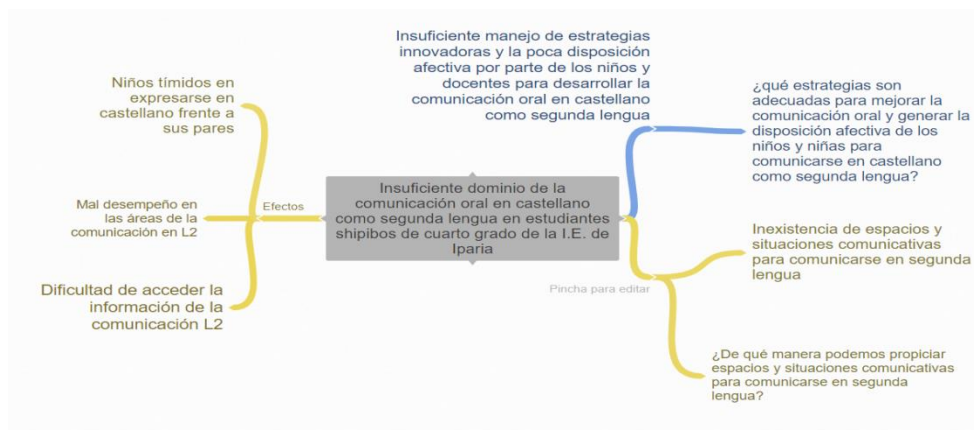 Niños tímidos en
expresarse en
castellano frente a
sus pares
Mal desempeño en
las áreas de la
comunicación en L2
Dificultad de acceder la
información de la
comunicación L2
Efectos
Insuficiente dominio de la
comunicación oral en castellano
como segunda lengua en estudiantes
shipibos de cuarto grado de la I.E. de
Iparia
Insuficiente manejo de estrategias
innovadoras y la poca disposición
afectiva por parte de los niños y
docentes para desarrollar la
comunicación oral en castellano
como segunda lengua
¿qué estrategias son
adecuadas para mejorar la
comunicación oral y generar la
disposición afectiva de los
niños y niñas para
comunicarse en castellano
como segunda lengua?
Pincha para editar
Inexistencia de espacios y
situaciones comunicativas
para comunicarse en segunda
lengua
¿De qué manera podemos propiciar
espacios y situaciones comunicativas
para comunicarse en segunda
lengua?